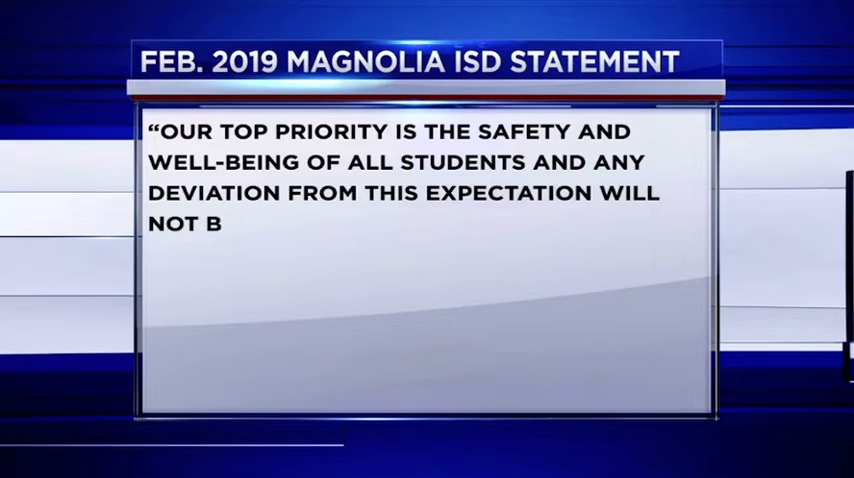 FEB. 2019 MAGNOLIA ISD STATEMENT
“OUR TOP PRIORITY IS THE SAFETY AND
WELL-BEING OF ALL STUDENTS AND ANY
DEVIATION FROM THIS EXPECTATION WILL
NOT B